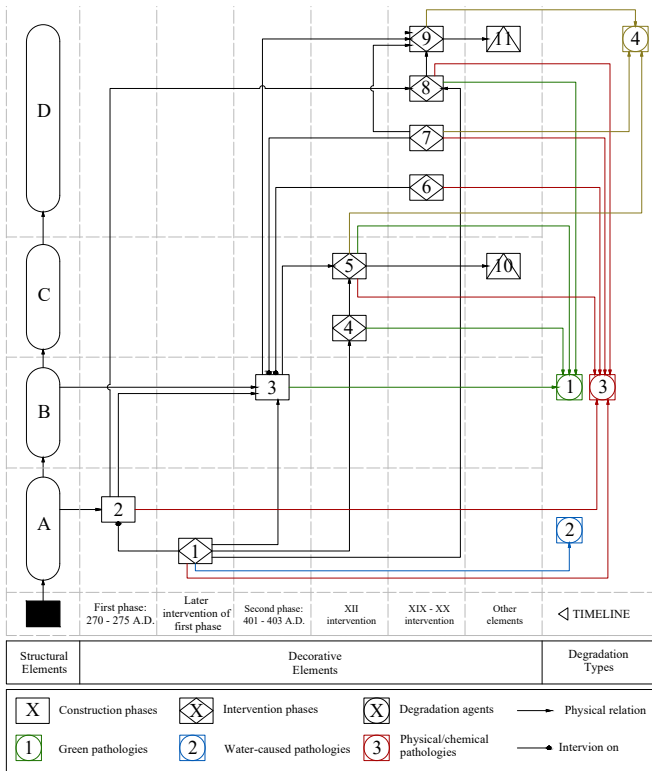 9
11
4
D
8
7
6
C
5
10
4
B
3
1
3
A
2
1
2
First phase:
270 - 275 A.D.
Later
intervention of
first phase
Second phase:
401 - 403 A.D.
XII
intervention
XIX - XX
intervention
Other
elements
TIMELINE
Structural
Elements
Decorative
Elements
Degradation
Types
X
Construction phases
X
Intervention phases
X
Degradation agents
Physical relation
1
Green pathologies
2
Water-caused pathologies
3
Physical/chemical
pathologies
Intervion on